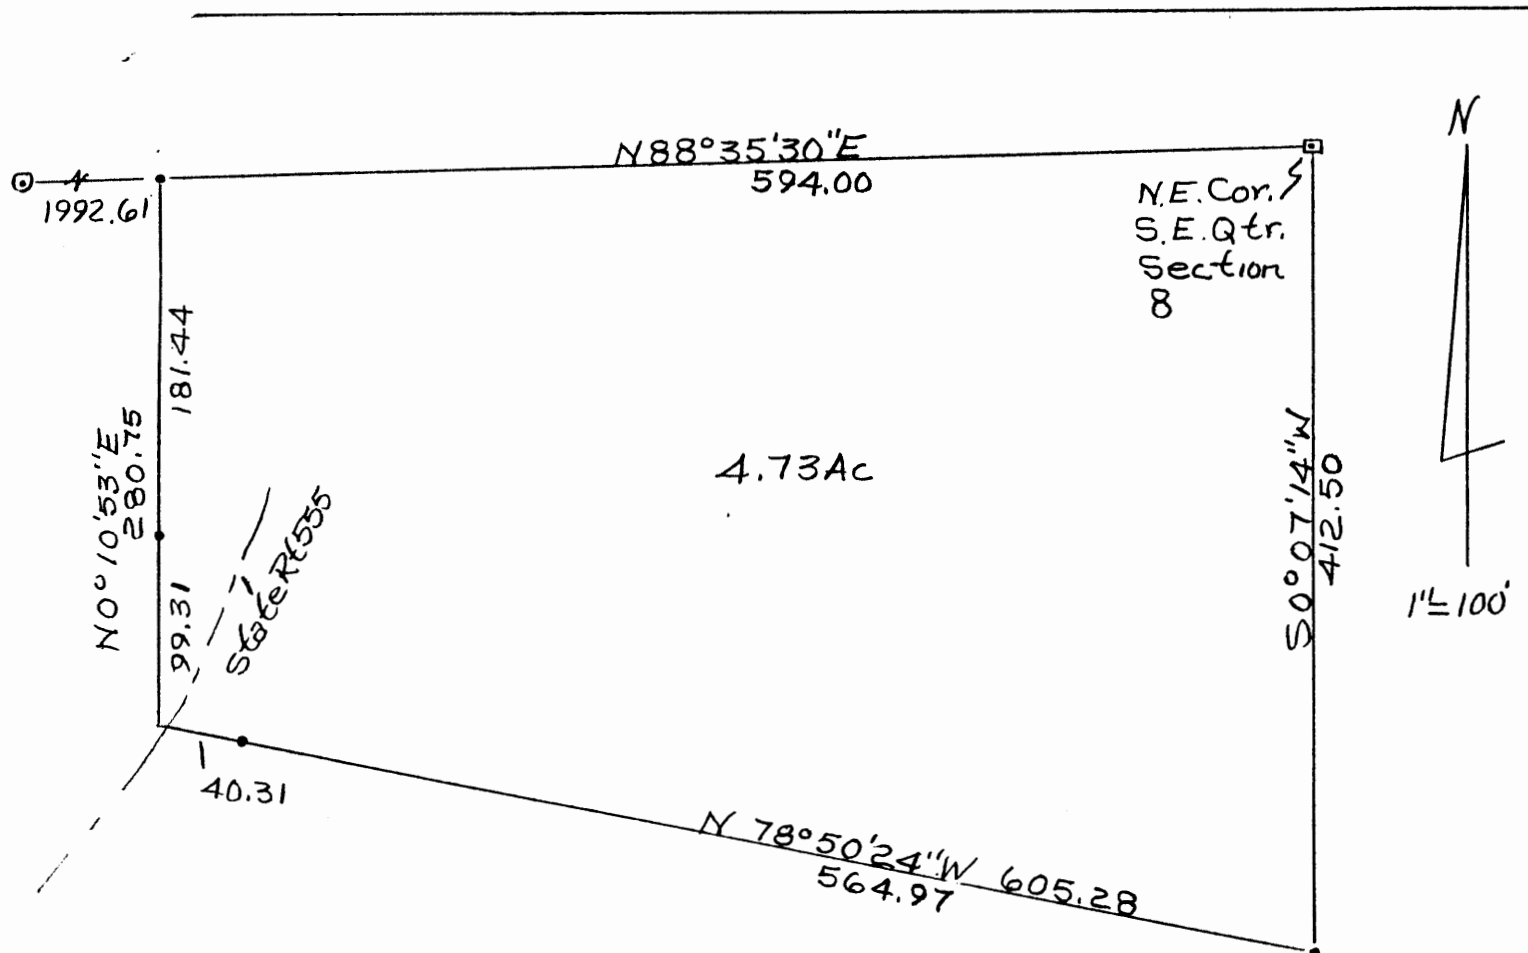 N
N88°35'30"E
594.00
1992.61
N.E.Cor.
S.E.Qtr.
Section
8
181.44
N0°10'53"E
280.75
99.31
State Rt 555
4.73Ac
S0°07'14"W
412.50
1"=100'
40.31
N 78°50'24"W 605.28
564.97